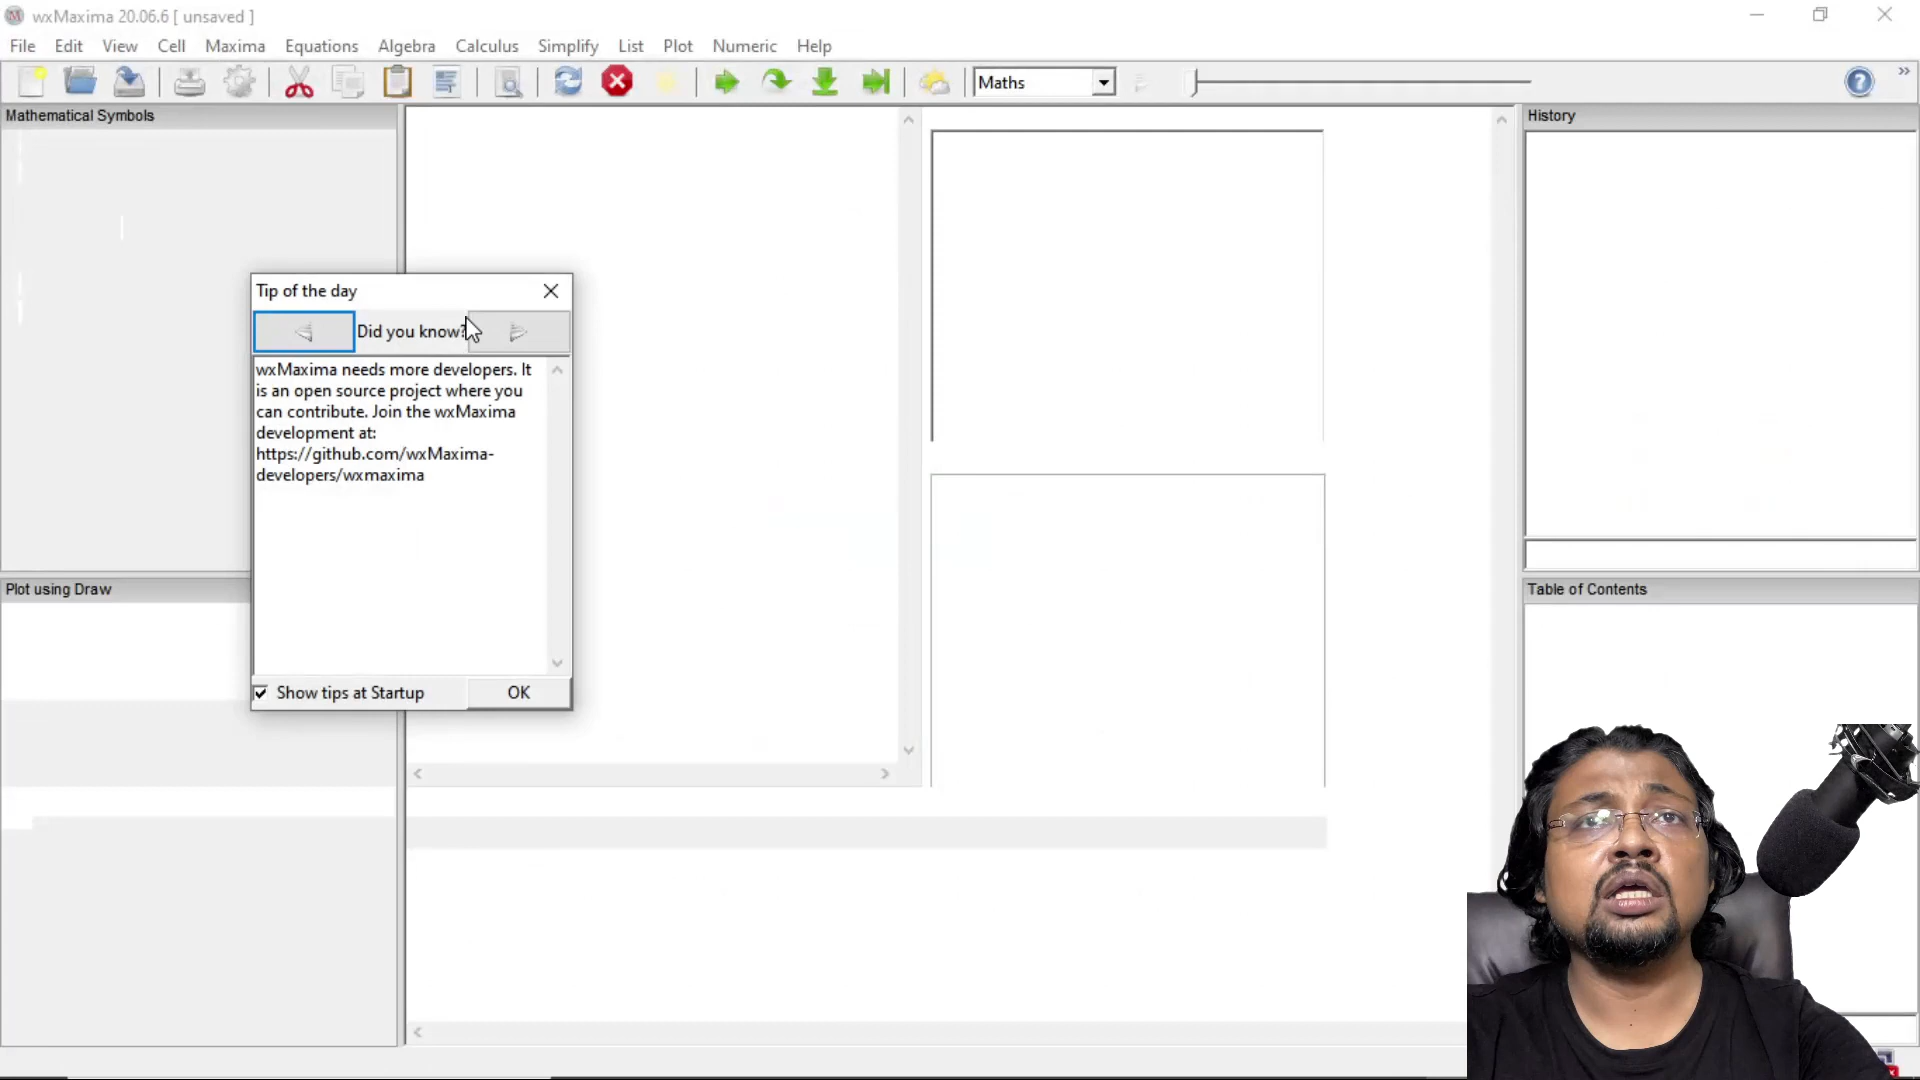 wxMaxima 20.06.6 [ unsaved ]
File Edit View Cell Maxima Equations Algebra Calculus Simplify List Plot Numeric Help
Maths
Mathematical Symbols
History
Tip of the day
Did you know?
wxMaxima needs more developers. It
is an open source project where you
can contribute. Join the wxMaxima
development at:
https://github.com/wxMaxima-
developers/wxmaxima
Show tips at Startup
OK
Plot using Draw
Table of Contents